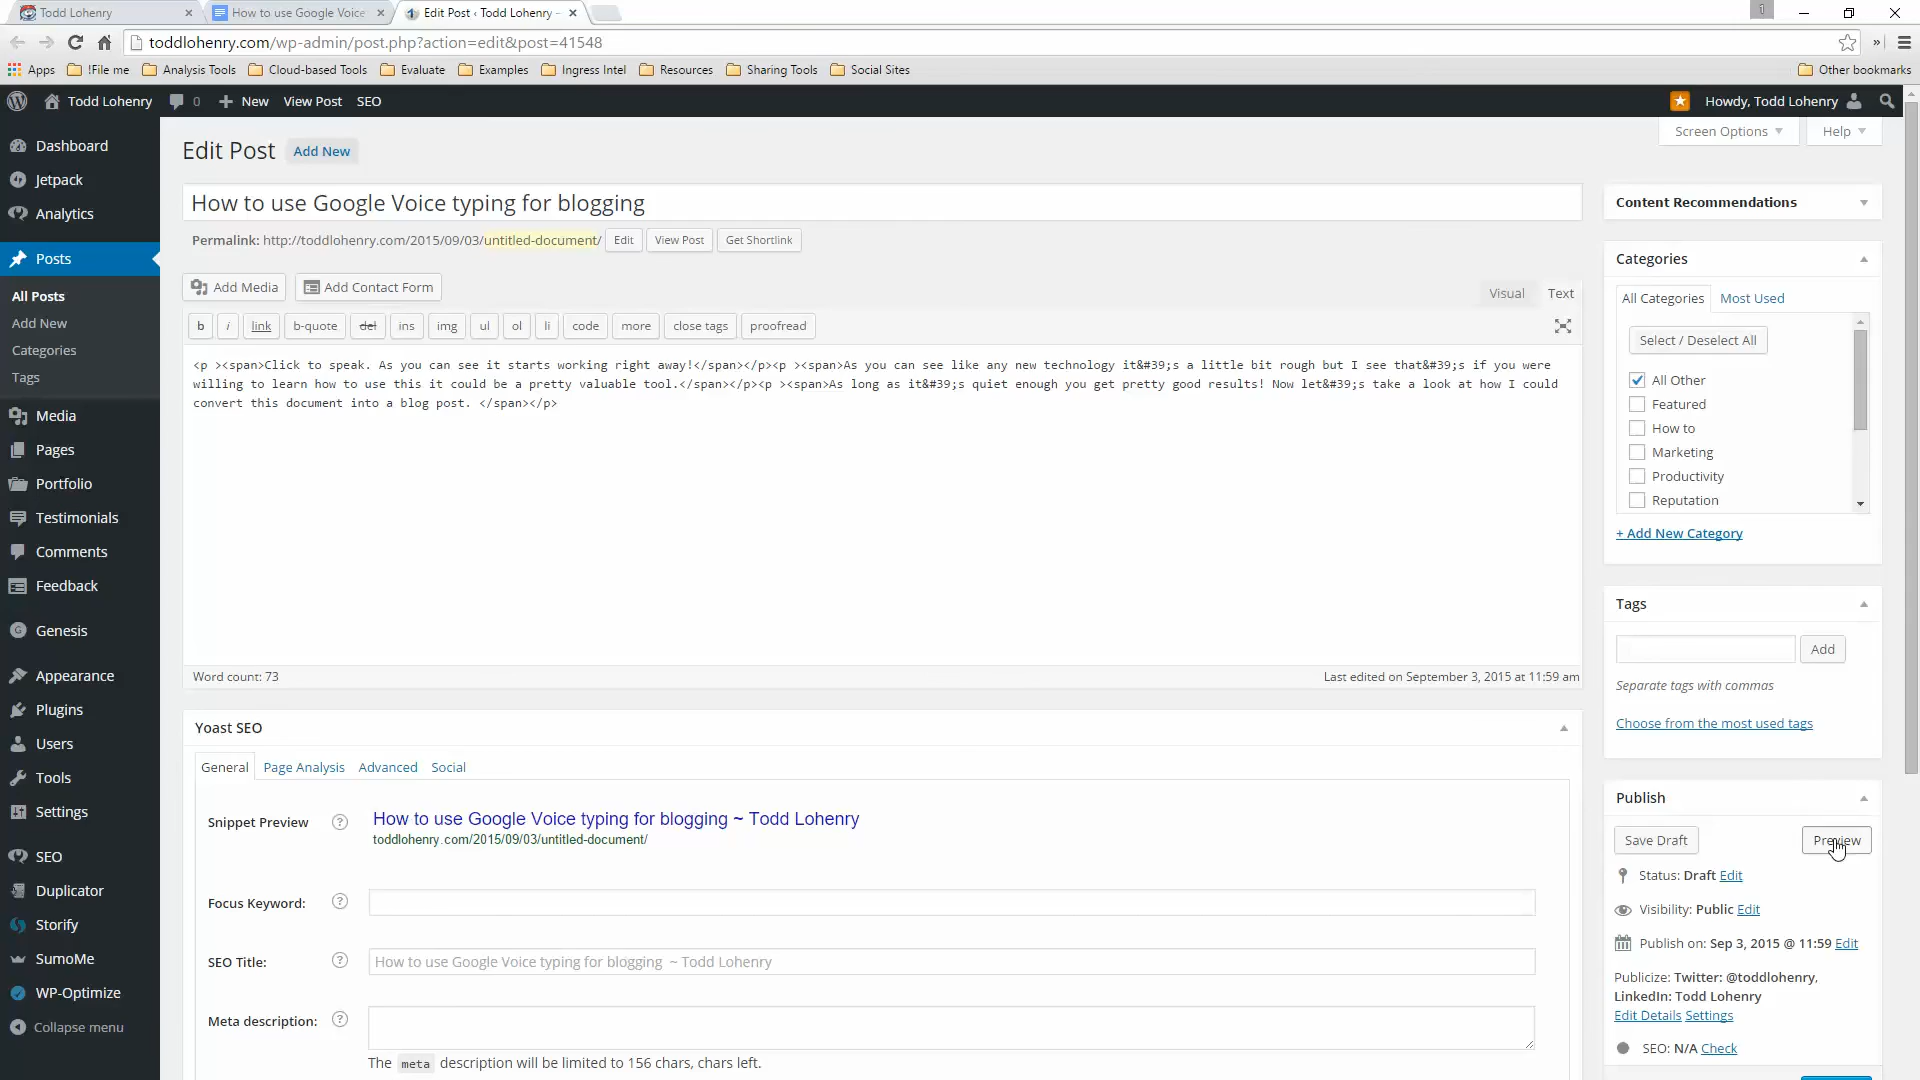 Todd Lohenry
How to use Google Voice
Edit Post ‹ Todd Lohenry –
1
toddlohenry.com/wp-admin/post.php?action=edit&post=41548
»
Apps
!File me
Analysis Tools
Cloud-based Tools
Evaluate
Examples
Ingress Intel
Resources
Sharing Tools
Social Sites
Other bookmarks
Todd Lohenry
0
New
View Post
SEO
Howdy, Todd Lohenry
Dashboard
Jetpack
Analytics
Posts
All Posts
Add New
Categories
Tags
Media
Pages
Portfolio
Testimonials
Comments
Feedback
Genesis
Appearance
Plugins
Users
Tools
Settings
SEO
Duplicator
Storify
SumoMe
WP-Optimize
Collapse menu
Screen Options
Help
Edit Post
Add New
How to use Google Voice typing for blogging
Permalink: http://toddlohenry.com/2015/09/03/untitled-document/
Edit
View Post
Get Shortlink
Add Media
Add Contact Form
Visual
Text
b
i
link
b-quote
del
ins
img
ul
ol
li
code
more
close tags
proofread
<p ><span>Click to speak. As you can see it starts working right away!</span></p><p ><span>As you can see like any new technology it&#39;s a little bit rough but I see that&#39;s if you were
willing to learn how to use this it could be a pretty valuable tool.</span></p><p ><span>As long as it&#39;s quiet enough you get pretty good results! Now let&#39;s take a look at how I could
convert this document into a blog post. </span></p>
Word count: 73
Last edited on September 3, 2015 at 11:59 am
Yoast SEO
General
Page Analysis
Advanced
Social
Snippet Preview
?
How to use Google Voice typing for blogging ~ Todd Lohenry
toddlohenry.com/2015/09/03/untitled-document/
Focus Keyword:
?
SEO Title:
?
How to use Google Voice typing for blogging ~ Todd Lohenry
Meta description:
?
The meta description will be limited to 156 chars, chars left.
Content Recommendations
Categories
All Categories
Most Used
Select / Deselect All
All Other
Featured
How to
Marketing
Productivity
Reputation
+ Add New Category
Tags
Add
Separate tags with commas
Choose from the most used tags
Publish
Save Draft
Preview
Status: Draft Edit
Visibility: Public Edit
Publish on: Sep 3, 2015 @ 11:59 Edit
Publicize: Twitter: @toddlohenry,
LinkedIn: Todd Lohenry
Edit Details Settings
SEO: N/A Check